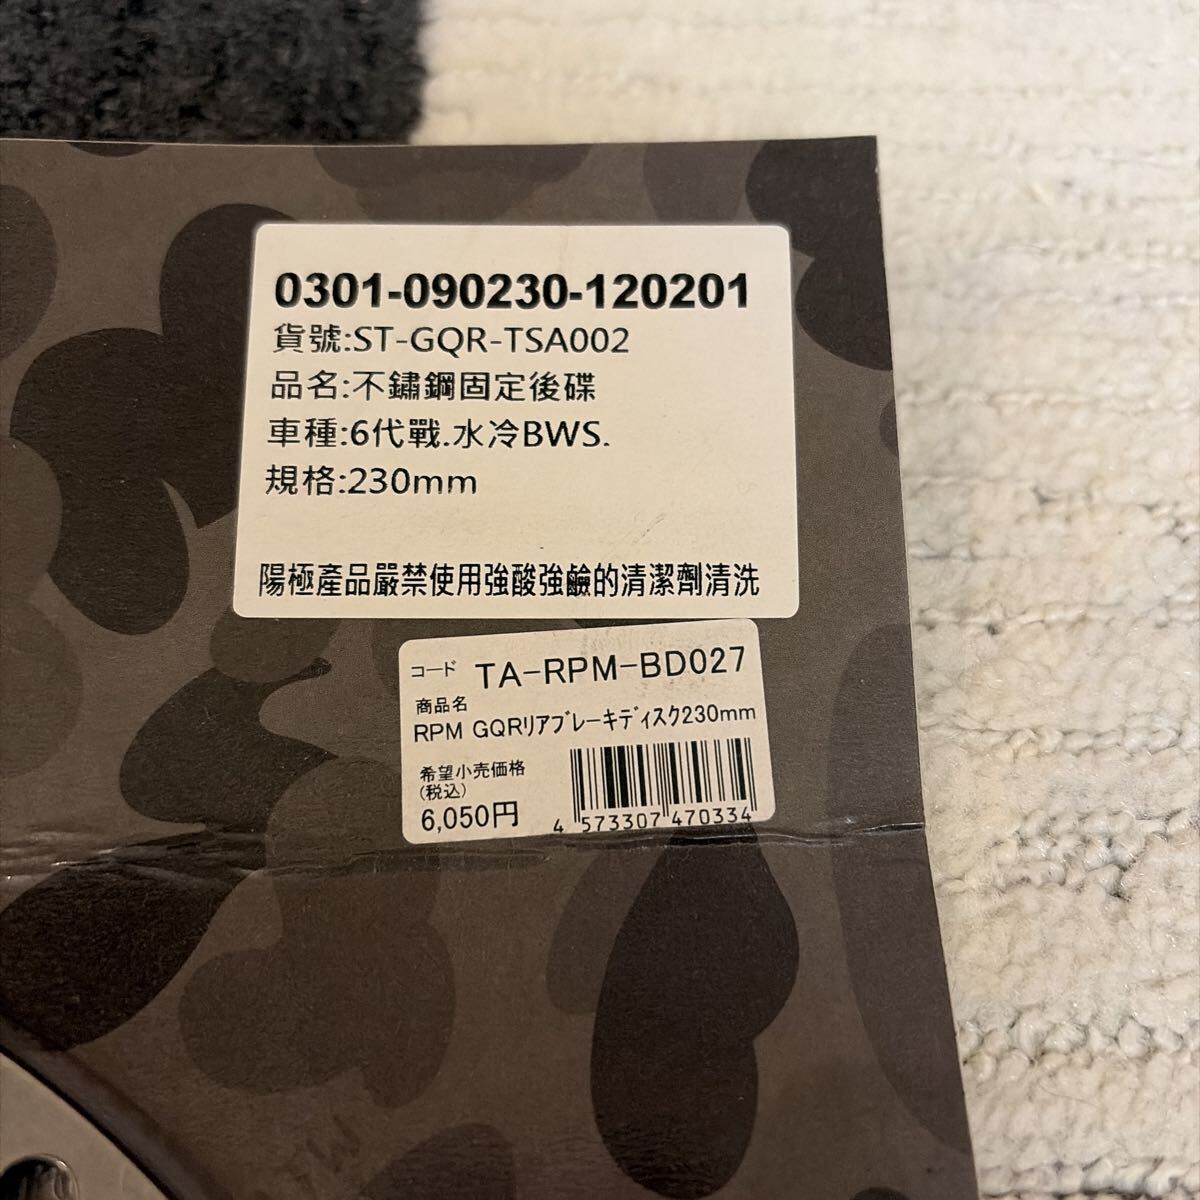 0301-090230-120201
貨號:ST-GQR-TSA002
品名:不鏽鋼固定後碟
車種:6代戰.水冷BWS.
規格:230mm
陽極產品嚴禁使用強酸強鹼的清潔劑清洗
コード TA-RPM-BD027
商品名
RPM GQRリアブレーキディスク230mm
希望小売価格
(税込)
6,050円
4 573307 470334